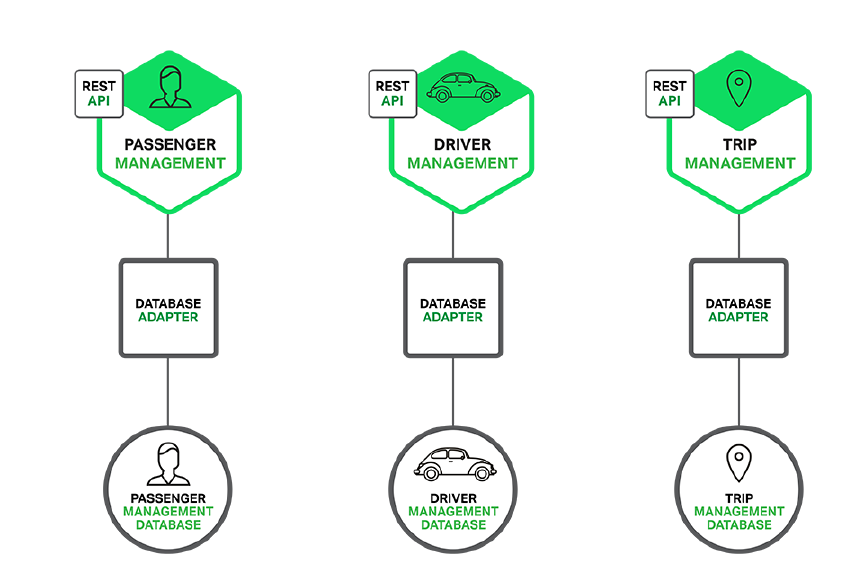 REST
API
PASSENGER
MANAGEMENT
REST
API
DRIVER
MANAGEMENT
REST
API
TRIP
MANAGEMENT
DATABASE
ADAPTER
DATABASE
ADAPTER
DATABASE
ADAPTER
PASSENGER
MANAGEMENT
DATABASE
DRIVER
MANAGEMENT
DATABASE
TRIP
MANAGEMENT
DATABASE